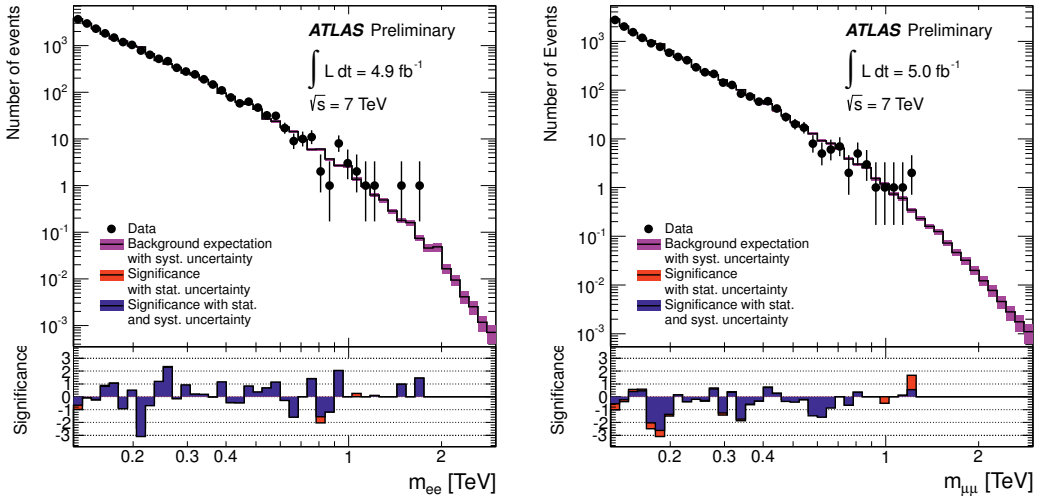 Number of events
10³
10²
10
1
10⁻¹
10⁻²
10⁻³
ATLAS Preliminary
∫ L dt = 4.9 fb⁻¹
√s = 7 TeV
Data
Background expectation
with syst. uncertainty
Significance
with stat. uncertainty
Significance with stat.
and syst. uncertainty
Significance
3
2
1
0
-1
-2
-3
0.2 0.3 0.4 1 2
m_ee [TeV]
Number of Events
10³
10²
10
1
10⁻¹
10⁻²
10⁻³
ATLAS Preliminary
∫ L dt = 5.0 fb⁻¹
√s = 7 TeV
Data
Background expectation
with syst. uncertainty
Significance
with stat. uncertainty
Significance with stat.
and syst. uncertainty
Significance
3
2
1
0
-1
-2
-3
0.2 0.3 0.4 1 2
m_μμ [TeV]